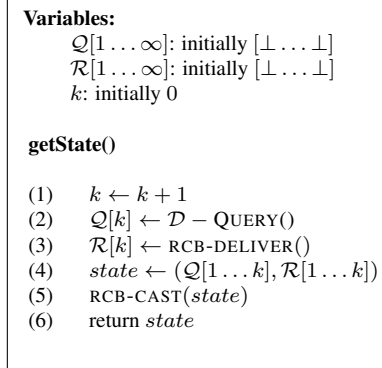 Variables:
𝒬[1 . . . ∞]: initially [⊥ . . . ⊥]
ℛ[1 . . . ∞]: initially [⊥ . . . ⊥]
k: initially 0
getState()
(1) k ← k + 1
(2) 𝒬[k] ← 𝒟 − QUERY()
(3) ℛ[k] ← RCB-DELIVER()
(4) state ← (𝒬[1 . . . k], ℛ[1 . . . k])
(5) RCB-CAST(state)
(6) return state